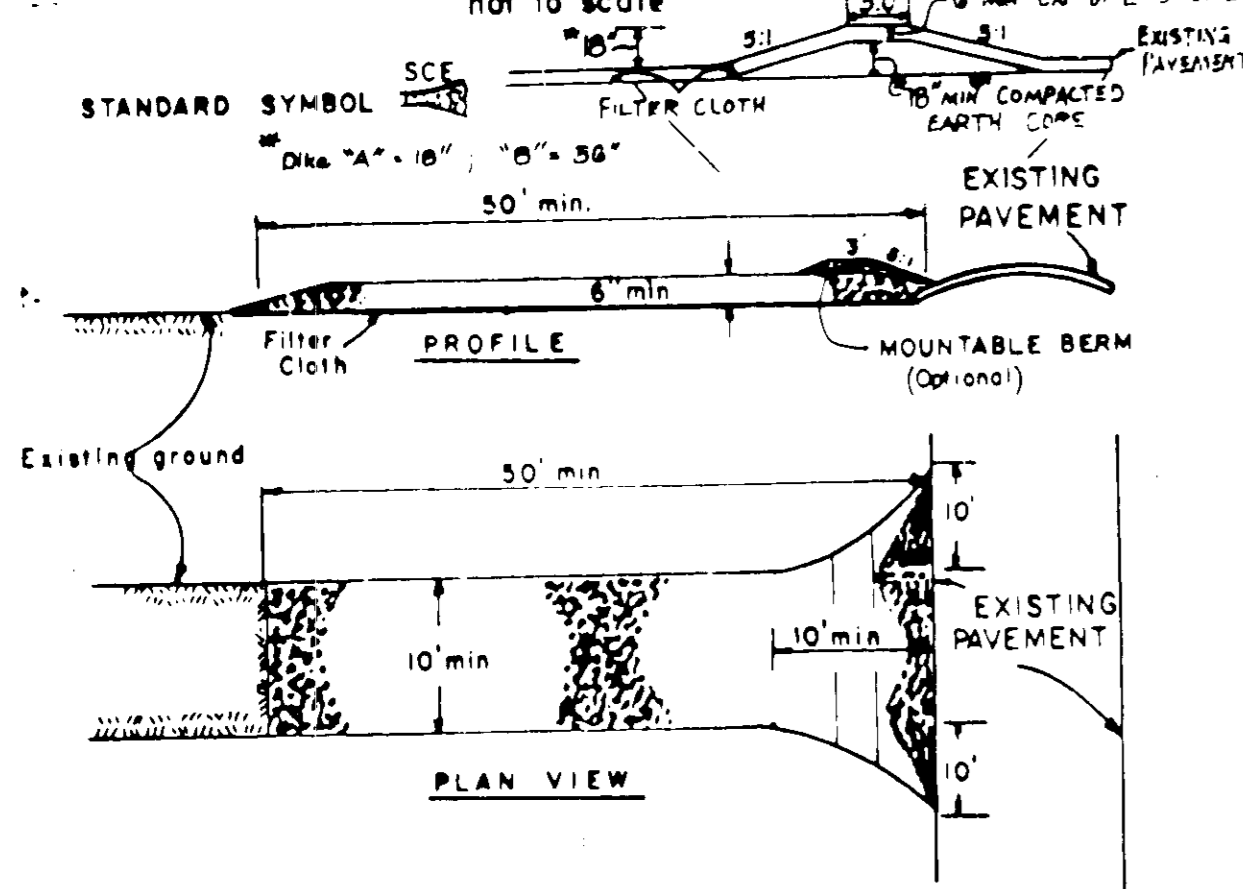 not to scale
3.0'
*18"
5:1
5:1
EXISTING
PAVEMENT
SCE
STANDARD SYMBOL
FILTER CLOTH
18" MIN COMPACTED
EARTH CORE
*Dike "A" = 18" ; "B" = 36"
EXISTING
PAVEMENT
50' min.
3'
6" min
Filter
Cloth
PROFILE
MOUNTABLE BERM
(Optional)
Existing ground
50' min
10'
10' min
10' min
EXISTING
PAVEMENT
10'
PLAN VIEW